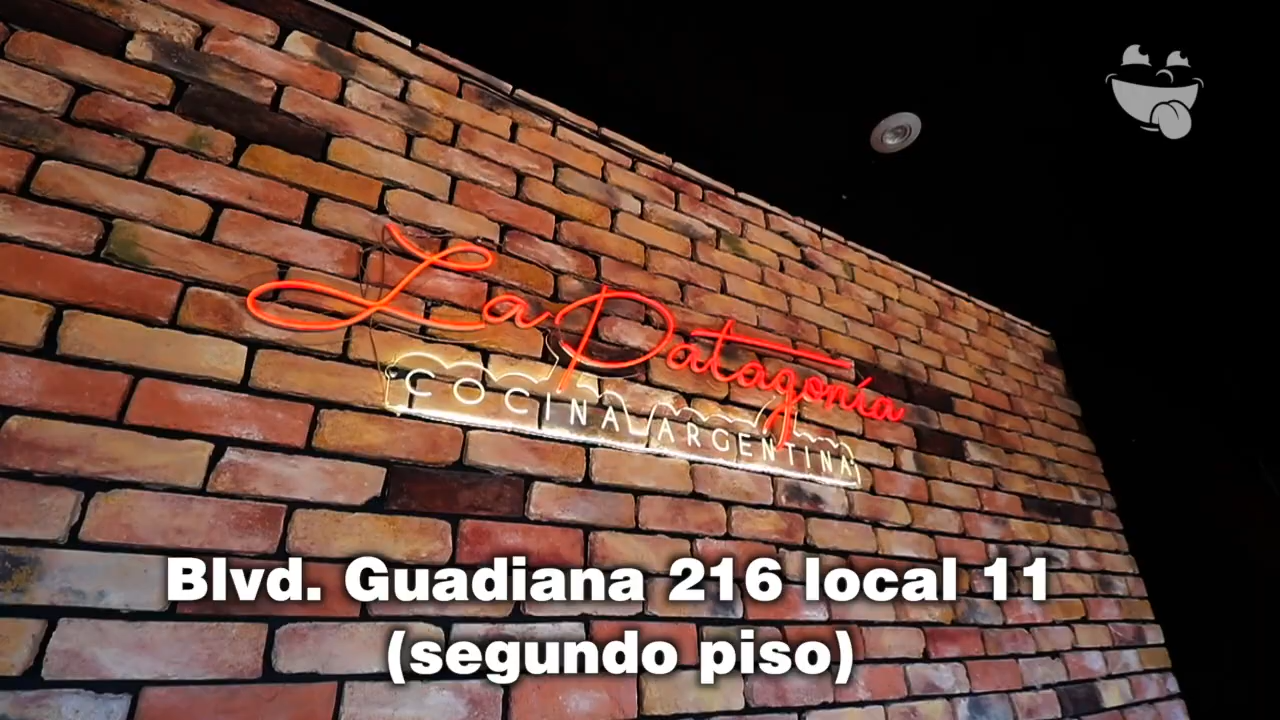 La Patagonía
COCINA ARGENTINA
Blvd. Guadiana 216 local 11
(segundo piso)